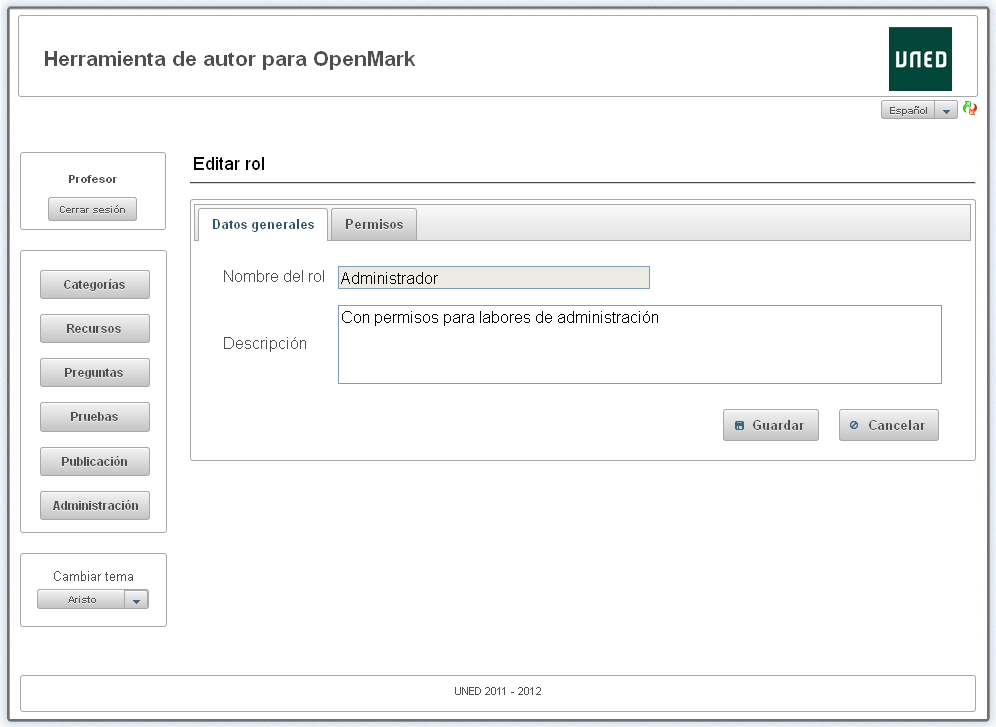 Herramienta de autor para OpenMark
UNED
Español
Profesor
Cerrar sesión
Categorías
Recursos
Preguntas
Pruebas
Publicación
Administración
Cambiar tema
Aristo
Editar rol
Datos generales
Permisos
Nombre del rol
Administrador
Descripción
Con permisos para labores de administración
Guardar
Cancelar
UNED 2011 - 2012